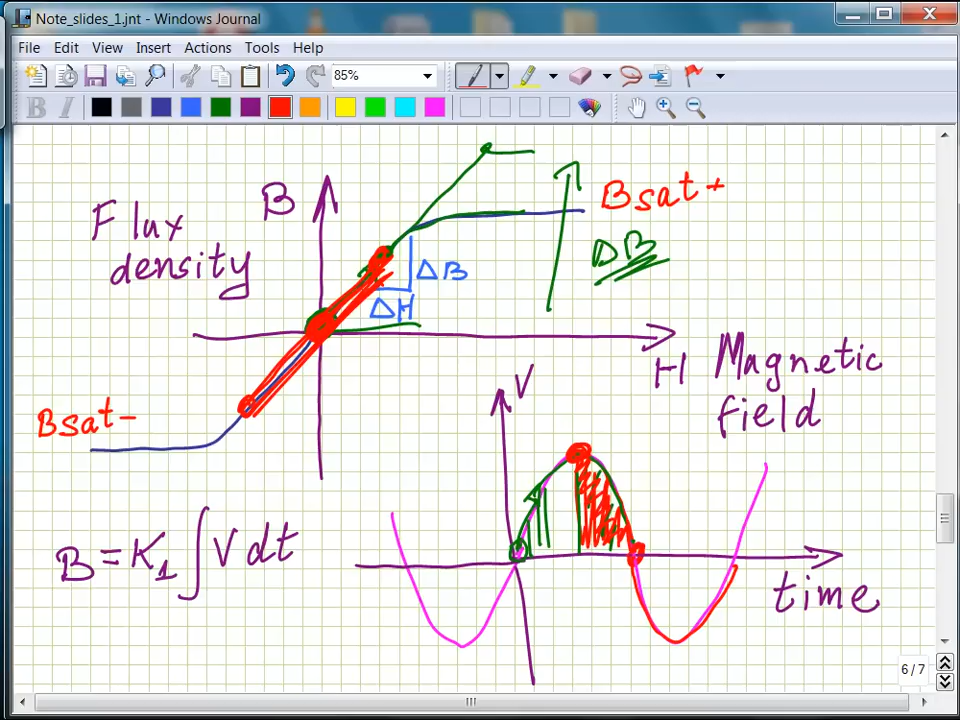 Note_slides_1.jnt - Windows Journal
File Edit View Insert Actions Tools Help
85%
B I
B
Flux
density
Bsat+
ΔB
ΔB
ΔH
H Magnetic
field
Bsat-
V
B = K1 ∫ V dt
time
6 / 7